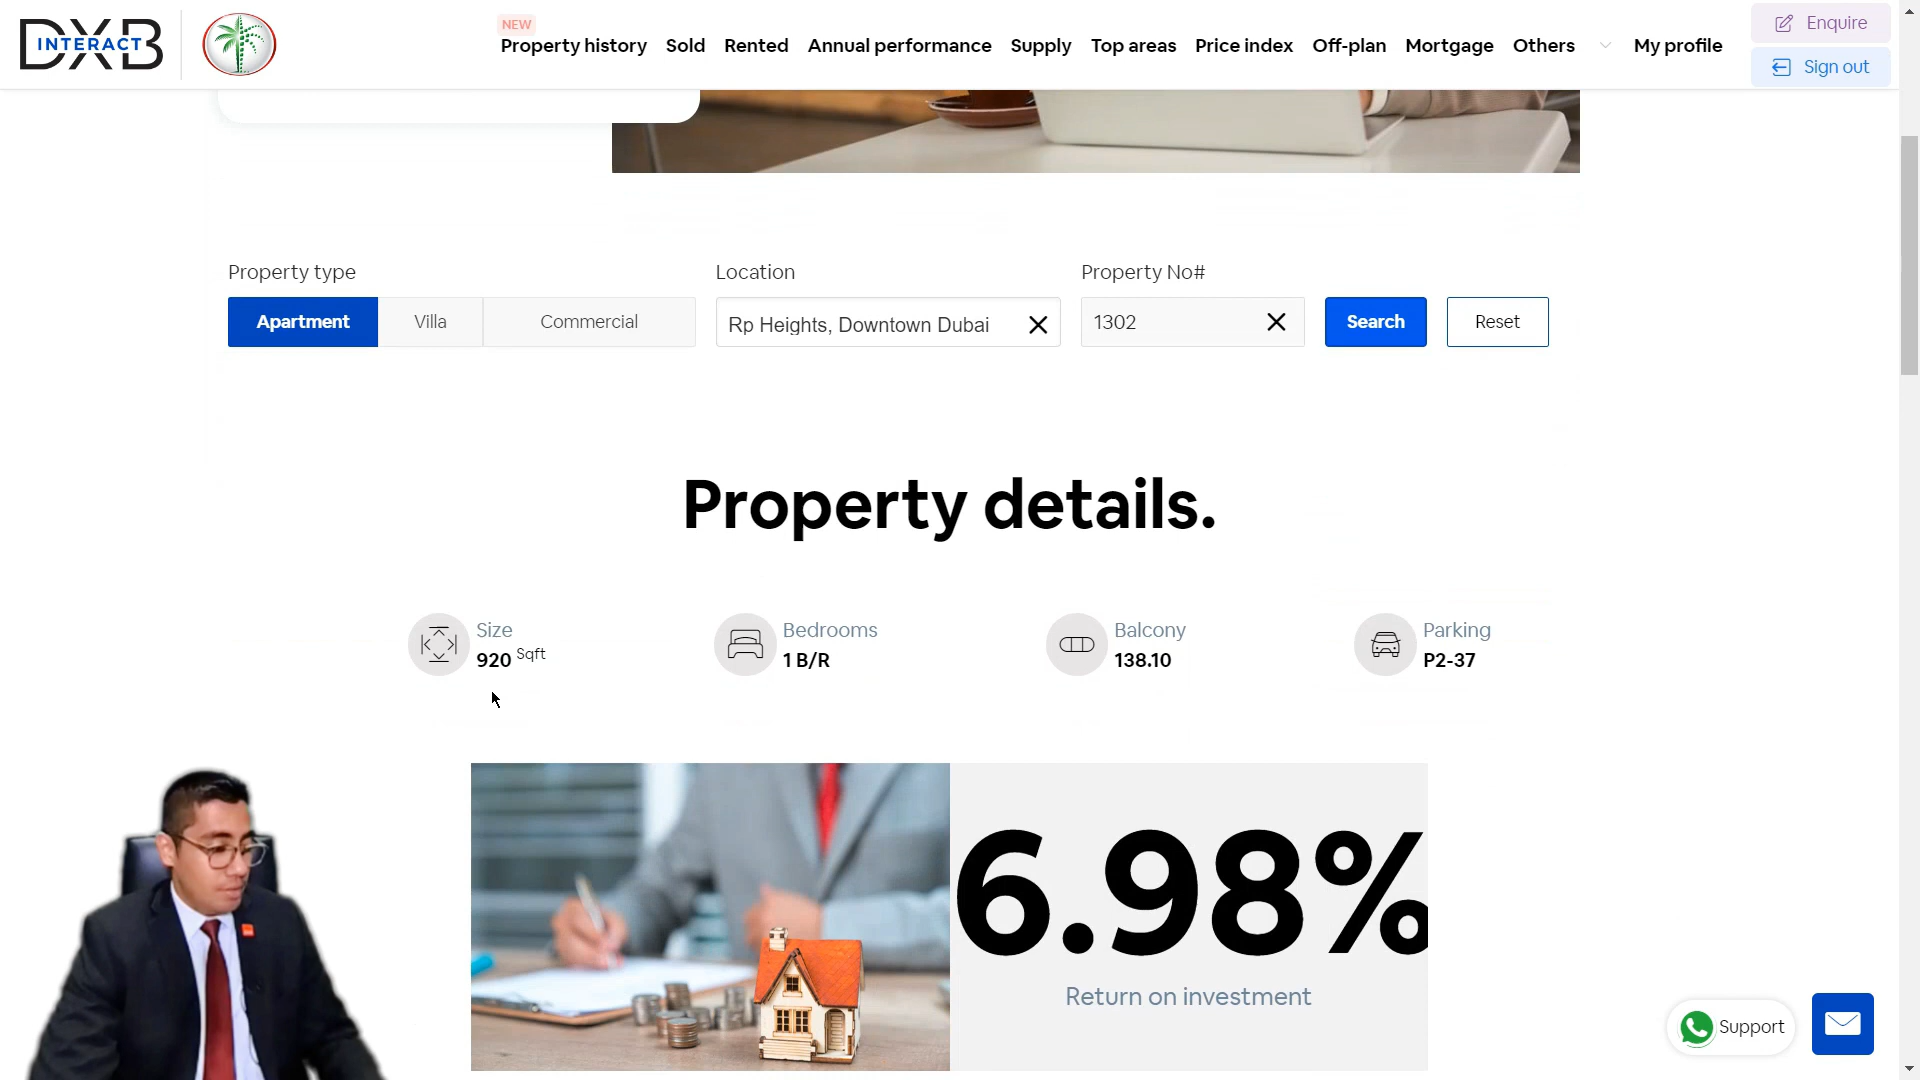 DXB
INTERACT
NEW
Property history Sold Rented Annual performance Supply Top areas Price index Off-plan Mortgage Others My profile
Enquire
Sign out
Property type
Apartment Villa Commercial
Location
Rp Heights, Downtown Dubai
Property No#
1302
Search
Reset
Property details.
Size
920 Sqft
Bedrooms
1 B/R
Balcony
138.10
Parking
P2-37
6.98%
Return on investment
Support